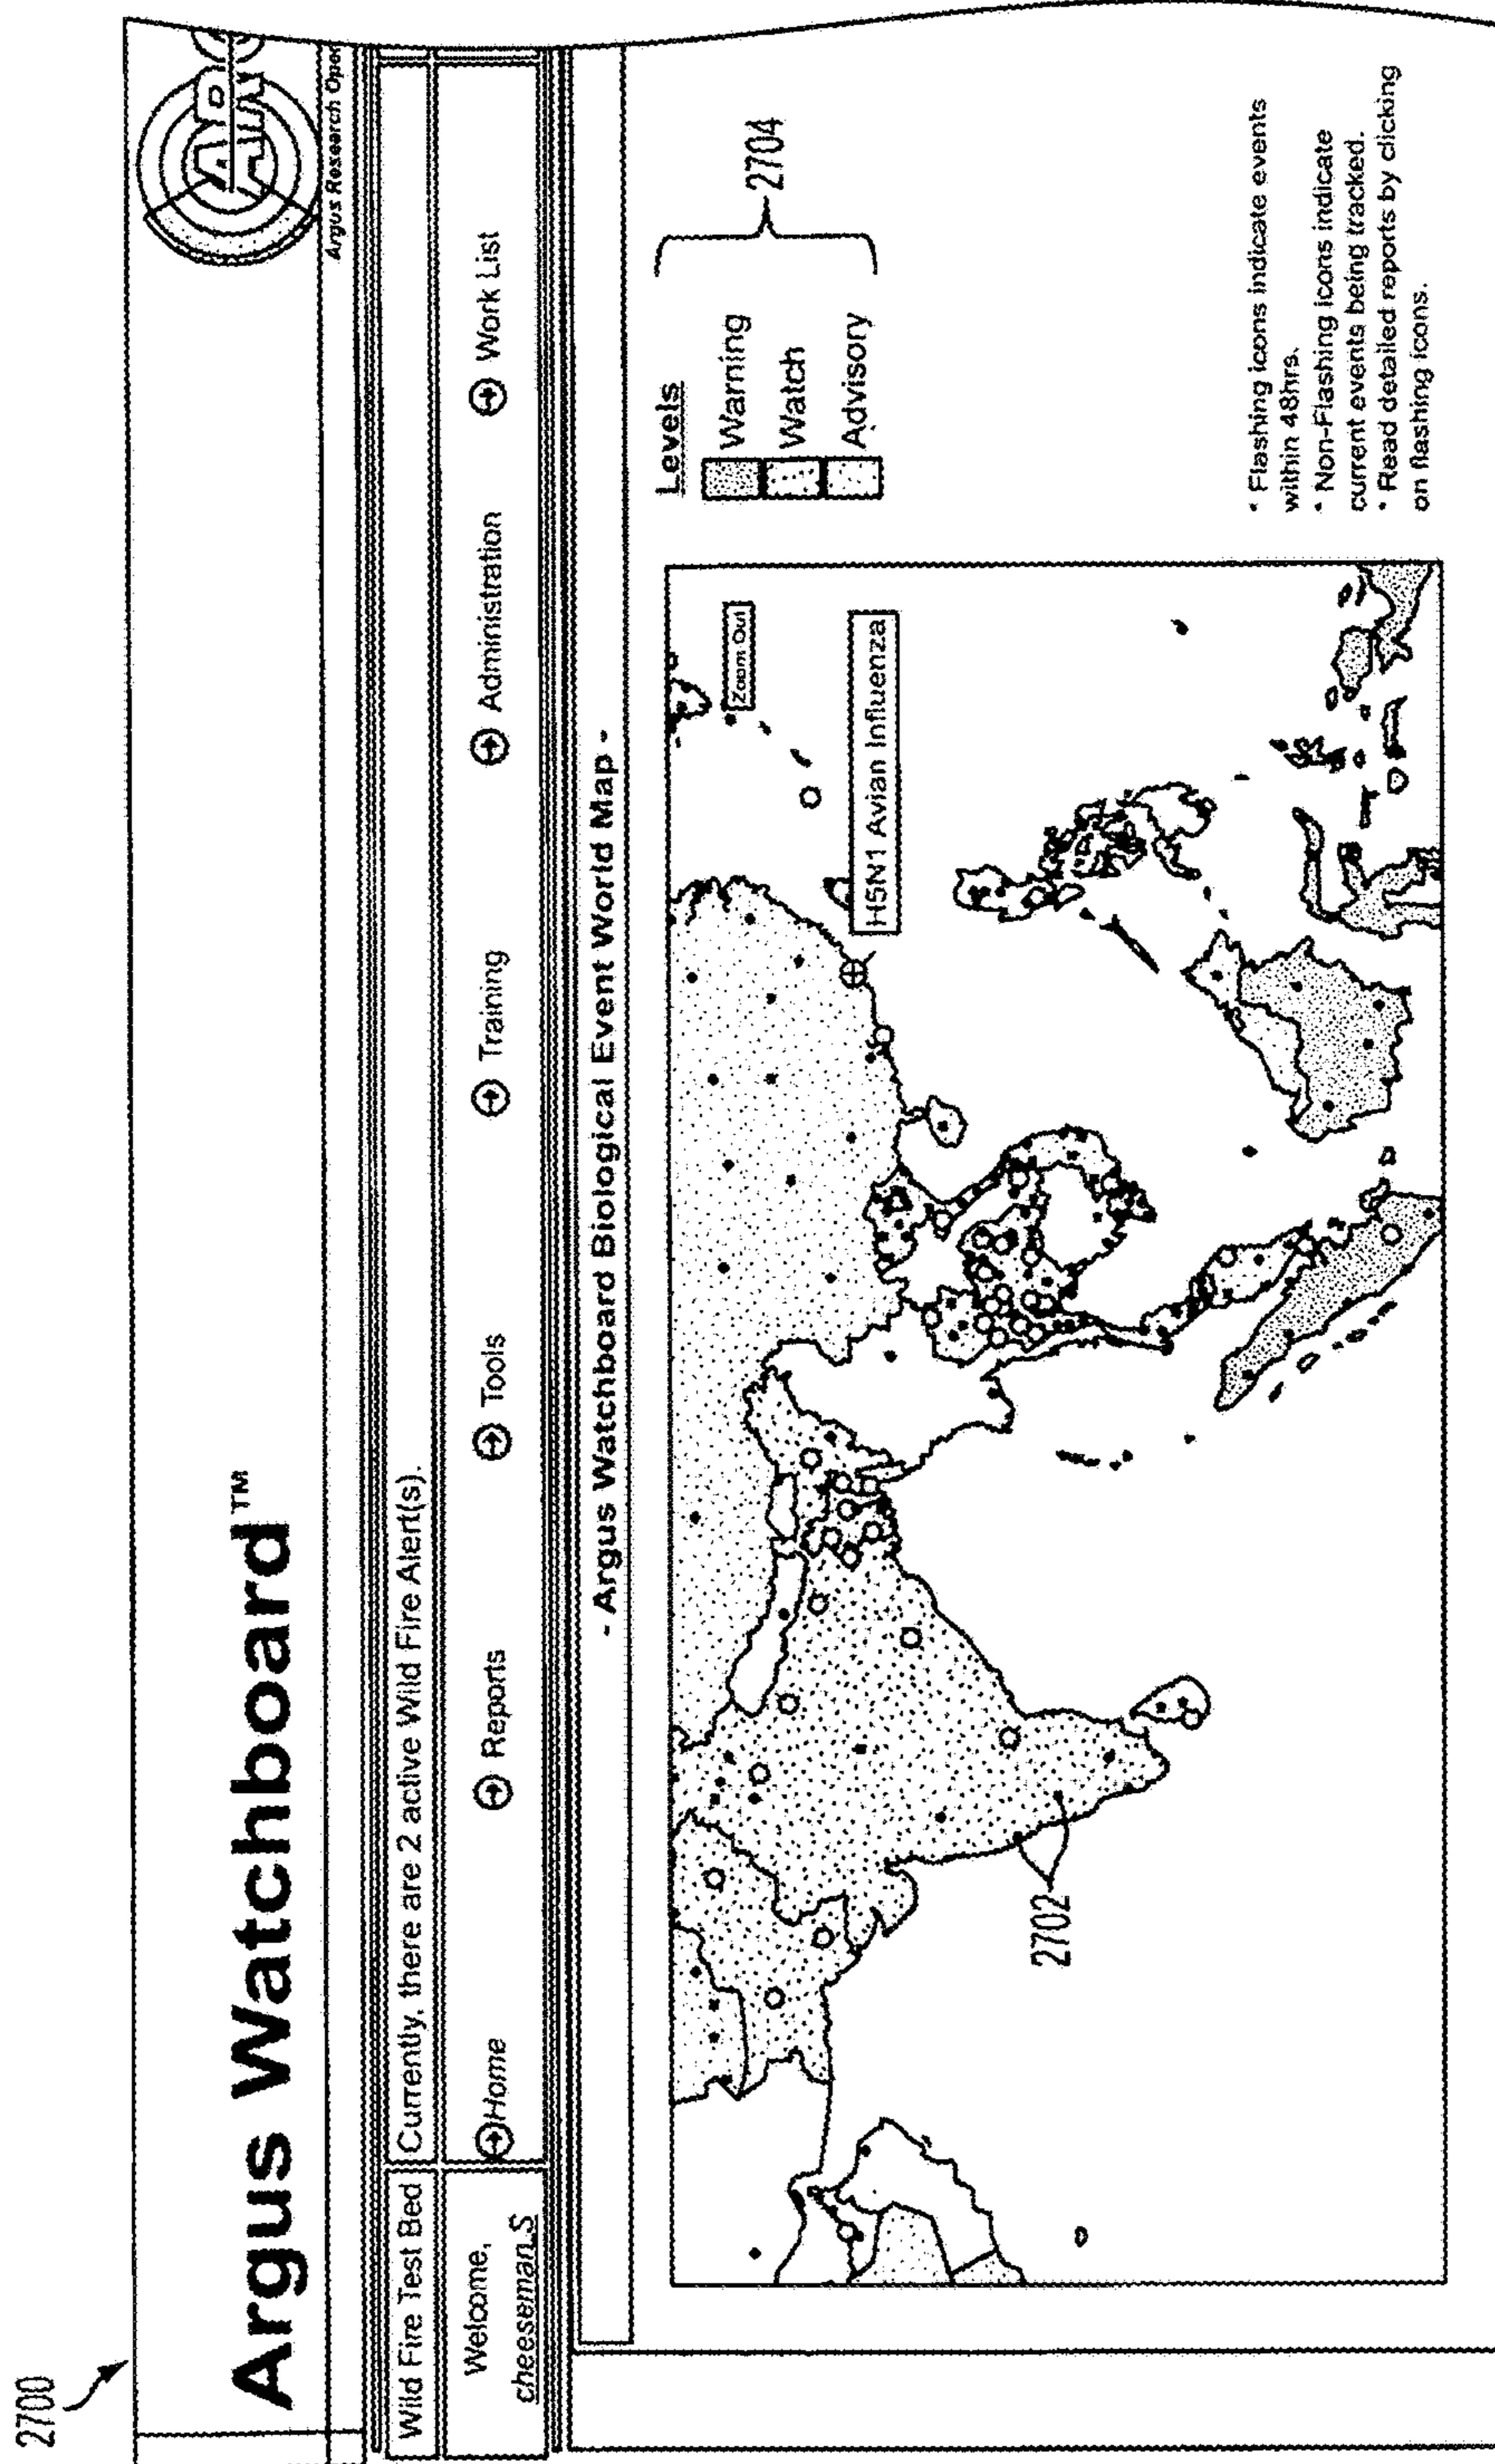 2700
Argus Watchboard™
Argus Research Oper
Wild Fire Test Bed
Currently, there are 2 active Wild Fire Alert(s).
Welcome,
cheeseman.S
Home
Reports
Tools
Training
Administration
Work List
- Argus Watchboard Biological Event World Map -
Zoom Out
H5N1 Avian Influenza
2702
Levels
Warning
Watch
Advisory
2704
* Flashing icons indicate events
within 48hrs.
* Non-Flashing icons indicate
current events being tracked.
* Read detailed reports by clicking
on flashing icons.